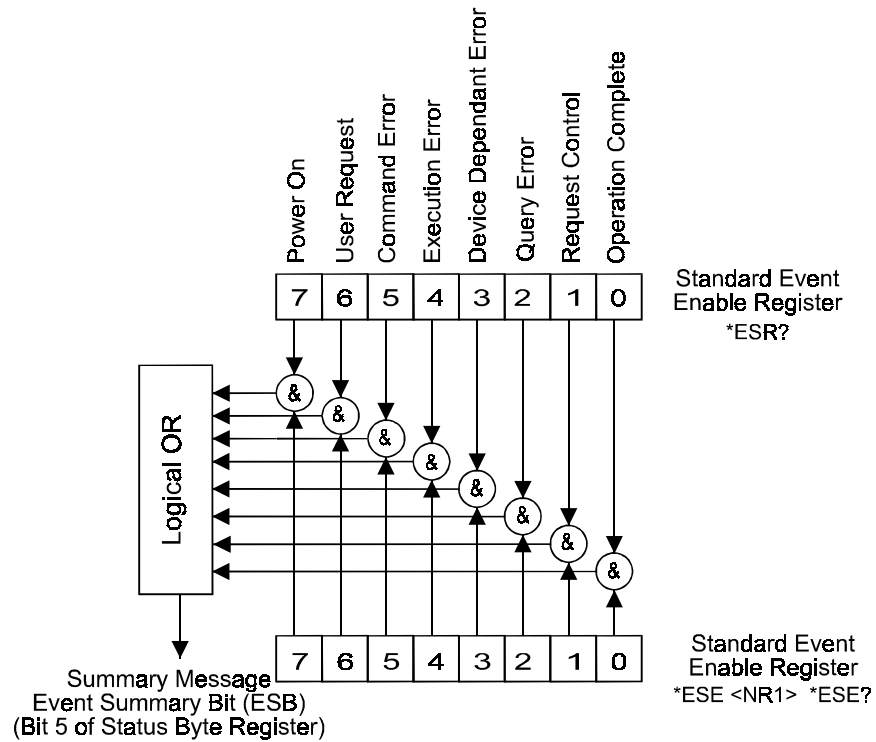 Power On
User Request
Command Error
Execution Error
Device Dependant Error
Query Error
Request Control
Operation Complete
7 6 5 4 3 2 1 0
Standard Event
Enable Register
*ESR?
&
&
&
&
&
&
&
&
Logical OR
7 6 5 4 3 2 1 0
Standard Event
Enable Register
*ESE <NR1> *ESE?
Summary Message
Event Summary Bit (ESB)
(Bit 5 of Status Byte Register)